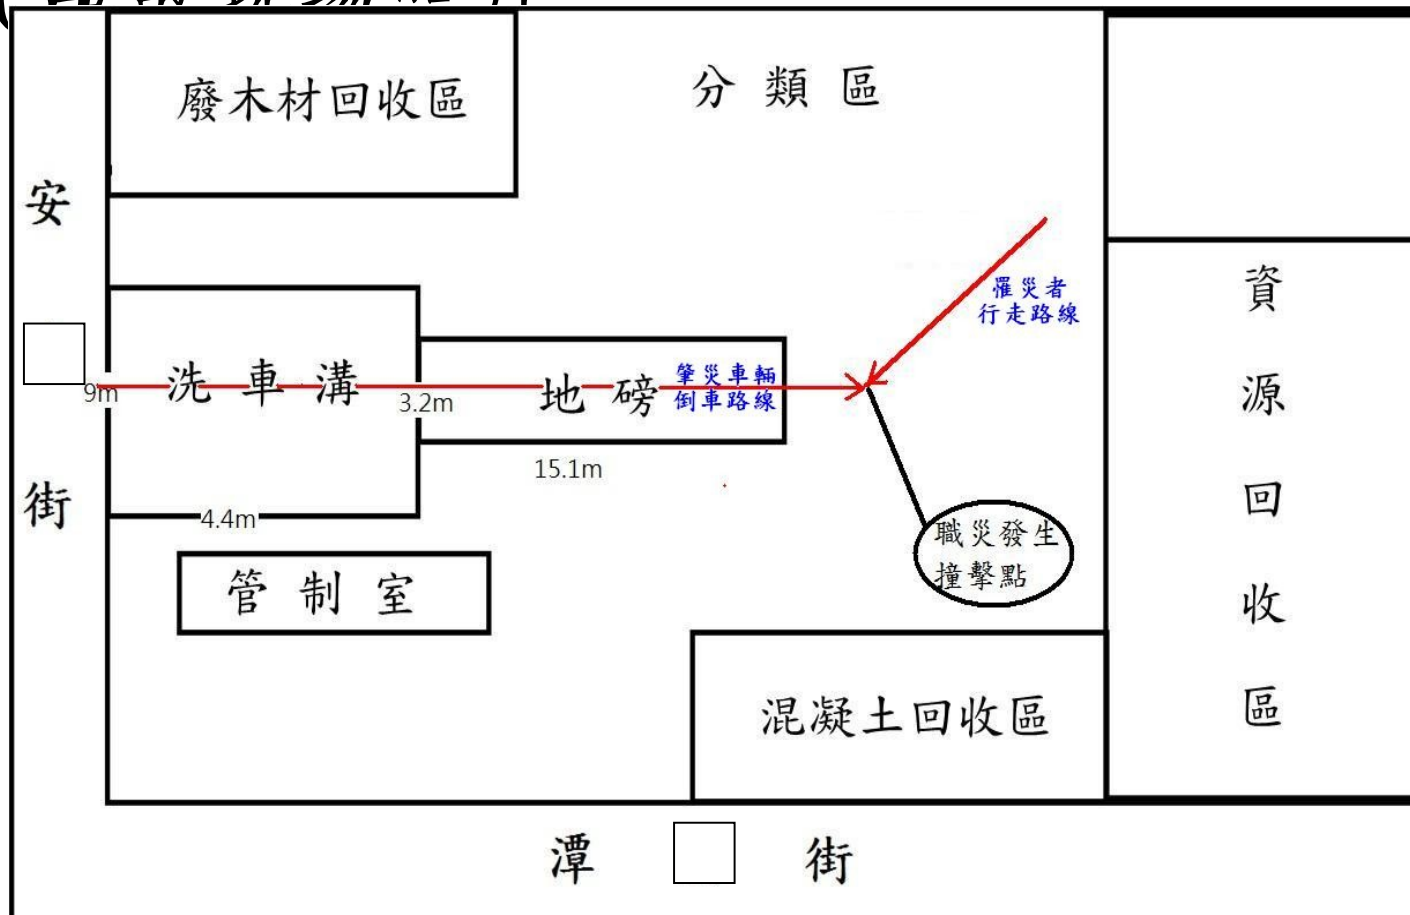 廢木材回收區
分類區
安□街
罹災者
行走路線
資源回收區
9m
洗車溝
3.2m
地磅
肇災車輛
倒車路線
15.1m
4.4m
職災發生
撞擊點
管制室
混凝土回收區
潭□街